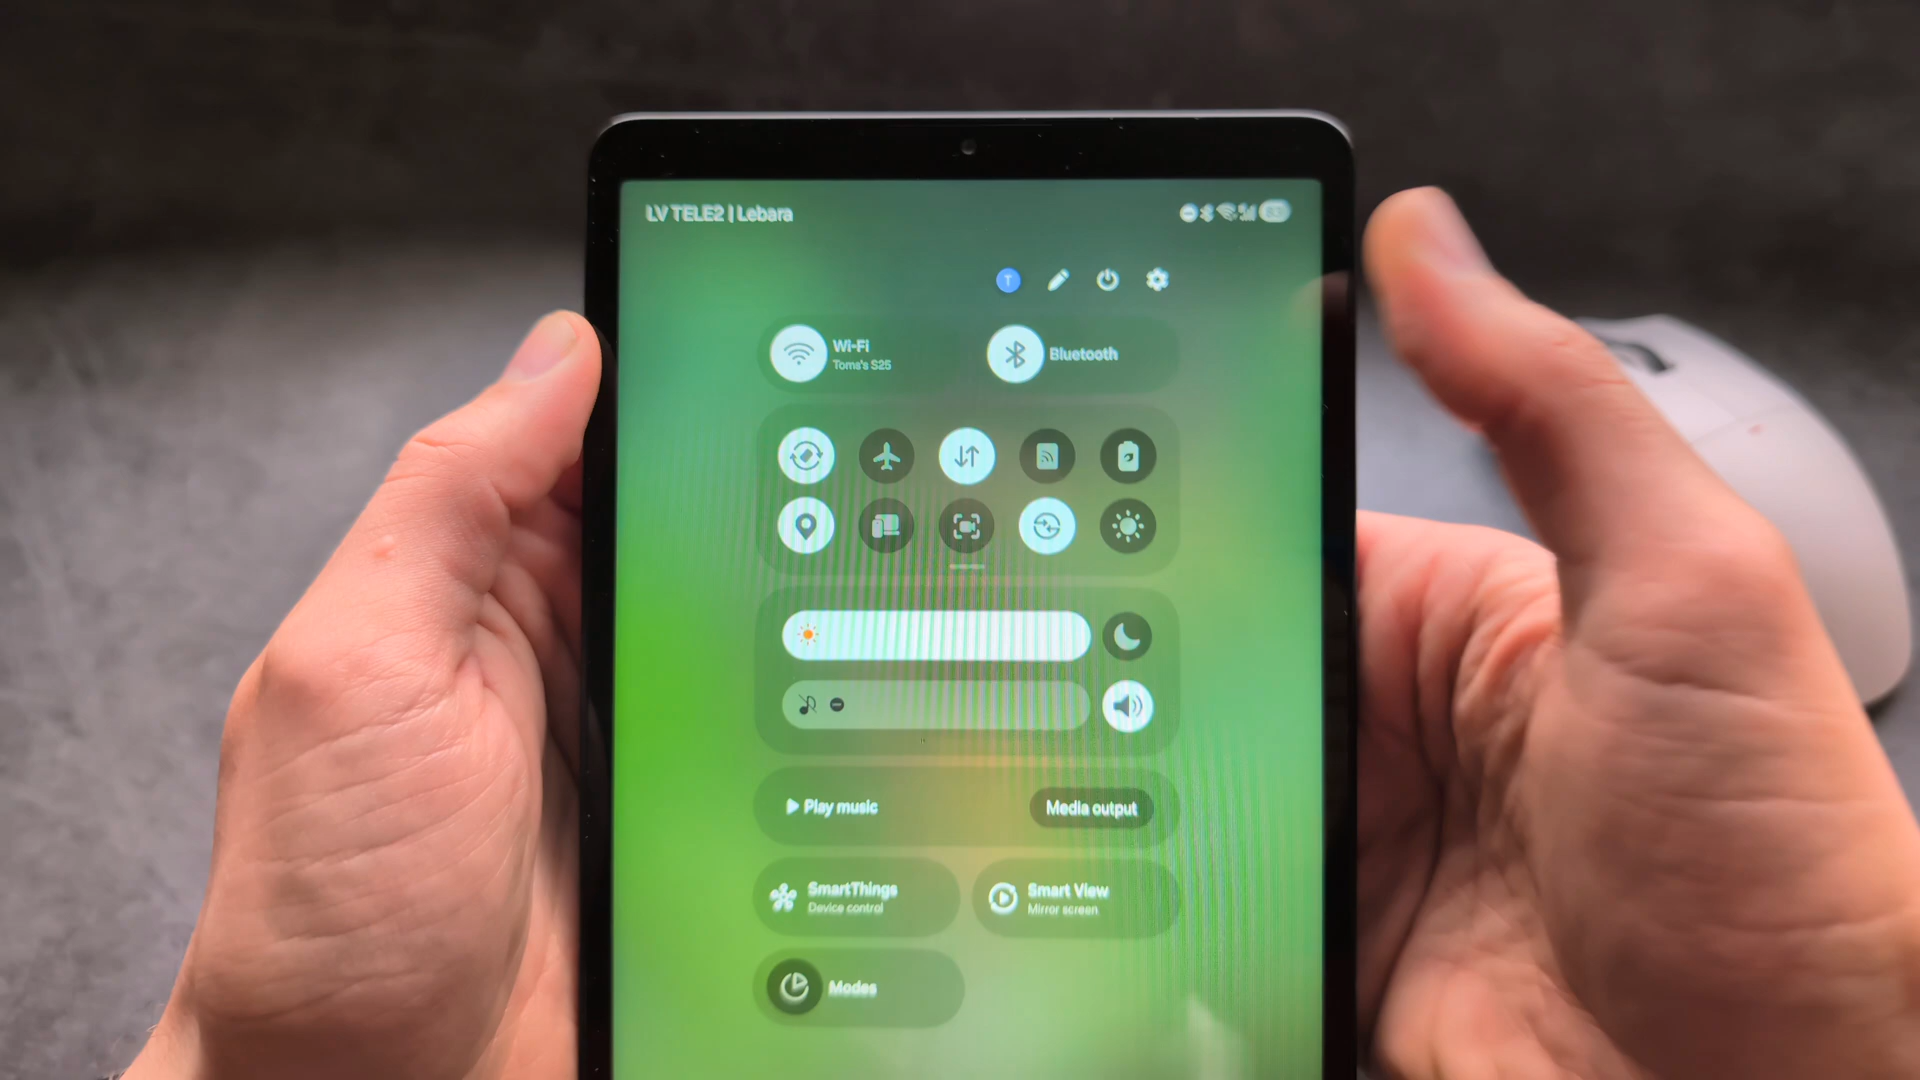 LV TELE2 | Lebara
T
Wi-Fi
Toms's S25
Bluetooth
Play music
Media output
SmartThings
Device control
Smart View
Mirror screen
Modes